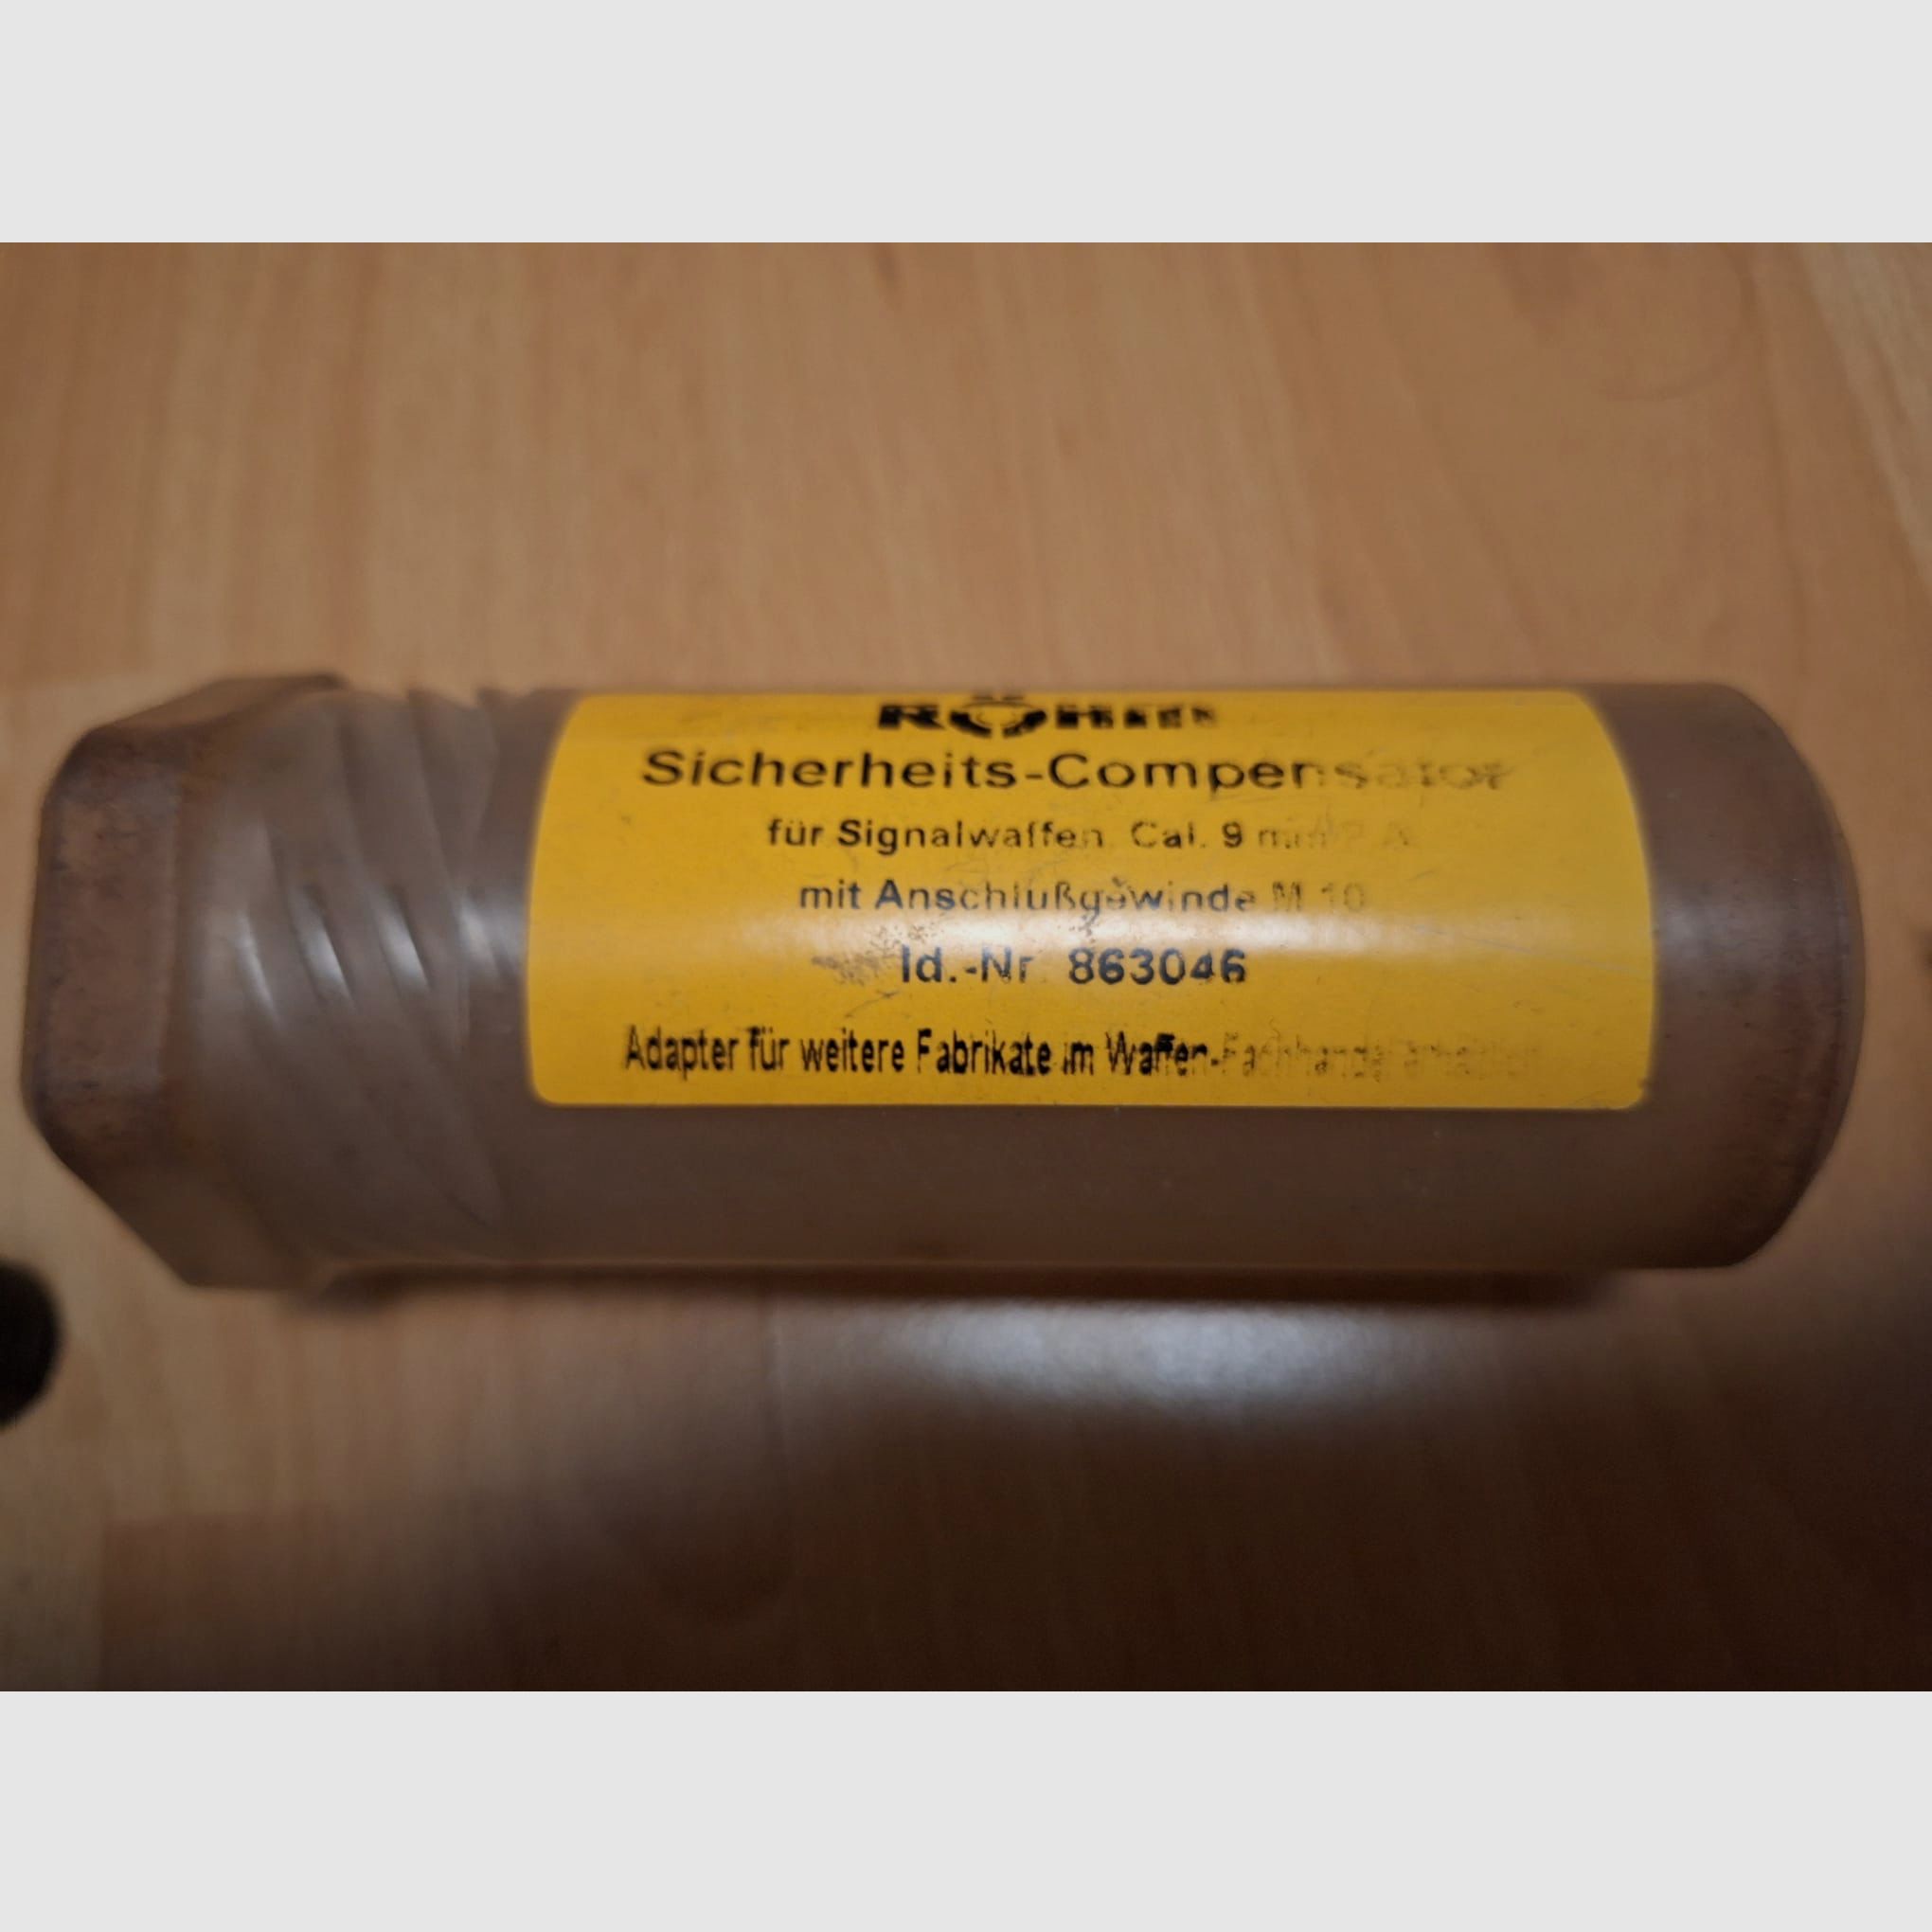 RÖHM
Sicherheits-Compensator
für Signalwaffen Cal. 9 mm P.A.
mit Anschlußgewinde M 10
Id.-Nr. 863046
Adapter für weitere Fabrikate im Waffen-Fachhandel erhältlich